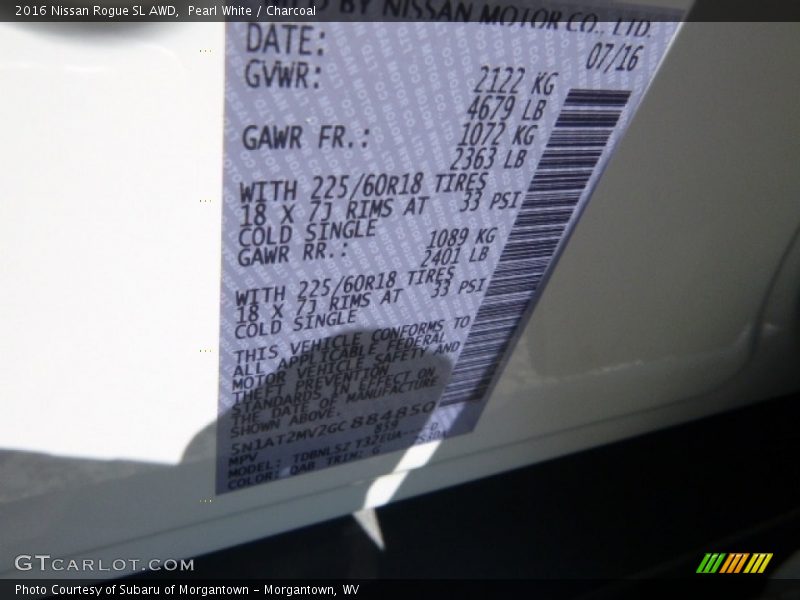 2016 Nissan Rogue SL AWD, Pearl White / Charcoal
BY NISSAN MOTOR CO., LTD.
DATE: 07/16
GVWR: 2122 KG
4679 LB
GAWR FR.: 1072 KG
2363 LB
WITH 225/60R18 TIRES
18 X 7J RIMS AT 33 PSI
COLD SINGLE
GAWR RR.: 1089 KG
2401 LB
WITH 225/60R18 TIRES
18 X 7J RIMS AT 33 PSI
COLD SINGLE
THIS VEHICLE CONFORMS TO
ALL APPLICABLE FEDERAL
MOTOR VEHICLE SAFETY AND
THEFT PREVENTION
STANDARDS IN EFFECT ON
THE DATE OF MANUFACTURE
SHOWN ABOVE.
5N1AT2MV2GC884850
MPV 859
MODEL:
COLOR: QAB TRIM: G
GTCARLOT.COM
Photo Courtesy of Subaru of Morgantown - Morgantown, WV